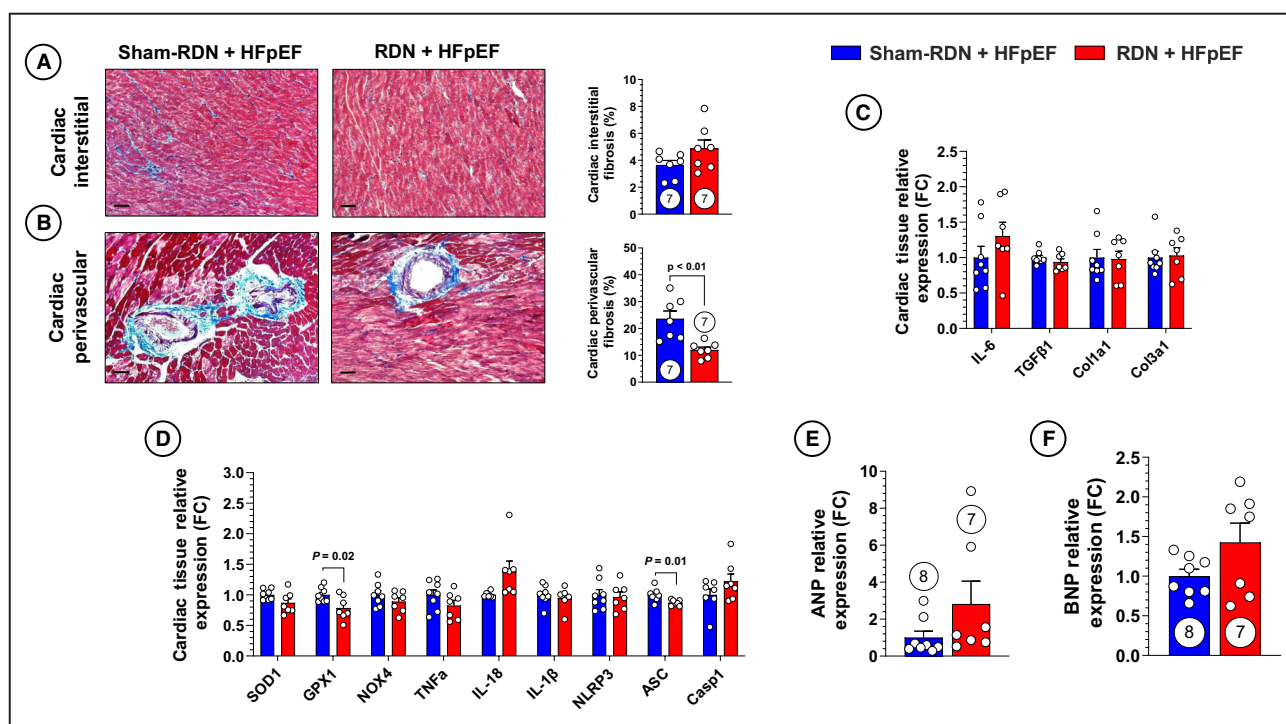 Sham-RDN + HFpEF
RDN + HFpEF
Sham-RDN + HFpEF
RDN + HFpEF
A
Cardiac
interstitial
Cardiac interstitial
fibrosis (%)
10
8
6
4
2
0
7
7
B
Cardiac
perivascular
Cardiac perivascular
fibrosis (%)
50
40
30
20
10
0
p < 0.01
7
7
C
Cardiac tissue relative
expression (FC)
2.5
2.0
1.5
1.0
0.5
0.0
IL-6
TGFβ1
Col1a1
Col3a1
D
Cardiac tissue relative
expression (FC)
3.0
2.5
2.0
1.5
1.0
0.5
0.0
P = 0.02
P = 0.01
SOD1
GPX1
NOX4
TNFa
IL-18
IL-1β
NLRP3
ASC
Casp1
E
ANP relative
expression (FC)
10
8
6
4
2
0
8
7
F
BNP relative
expression (FC)
2.5
2.0
1.5
1.0
0.5
0.0
8
7